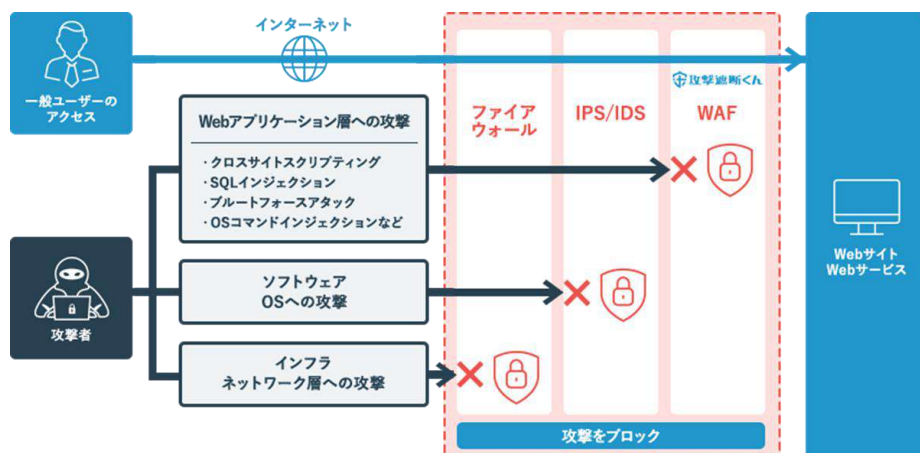 インターネット
一般ユーザーの
アクセス
攻撃遮断くん
Webアプリケーション層への攻撃
・クロスサイトスクリプティング
・SQLインジェクション
・ブルートフォースアタック
・OSコマンドインジェクションなど
ファイア
ウォール
IPS/IDS
WAF
攻撃者
ソフトウェア
OSへの攻撃
インフラ
ネットワーク層への攻撃
Webサイト
Webサービス
攻撃をブロック